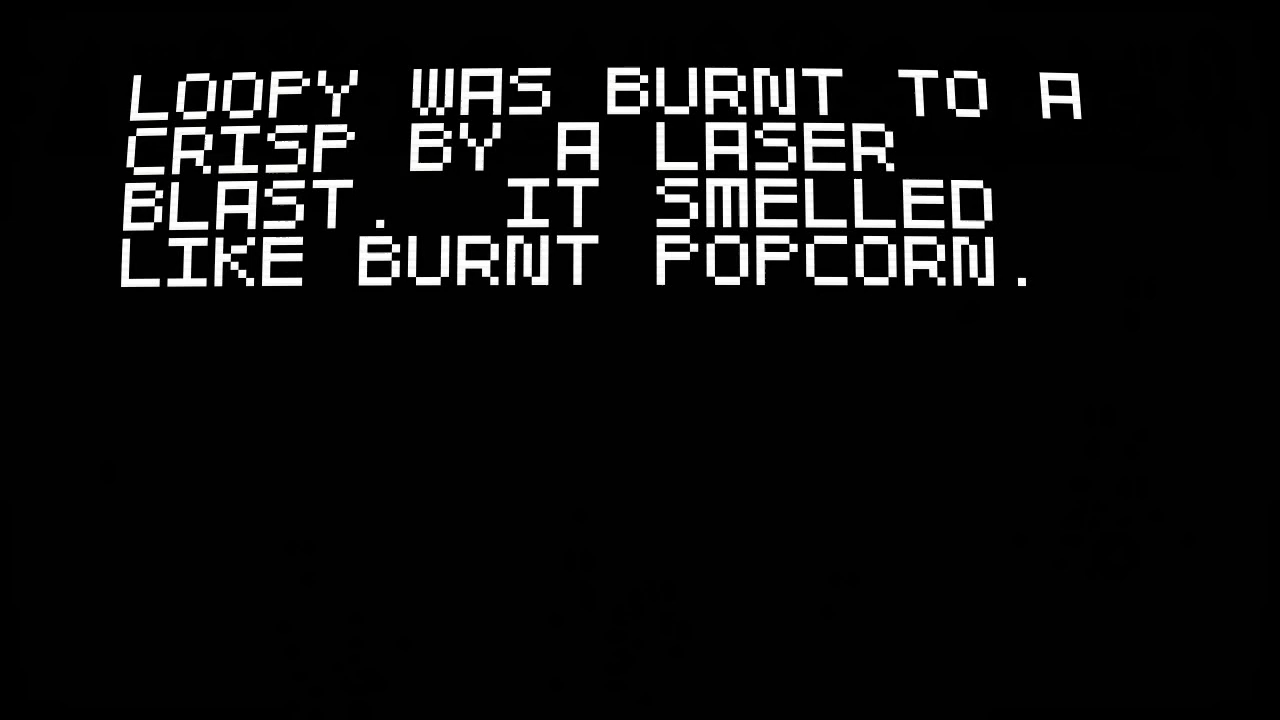 LOOPY WAS BURNT TO A
CRISP BY A LASER
BLAST.  IT SMELLED
LIKE BURNT POPCORN.